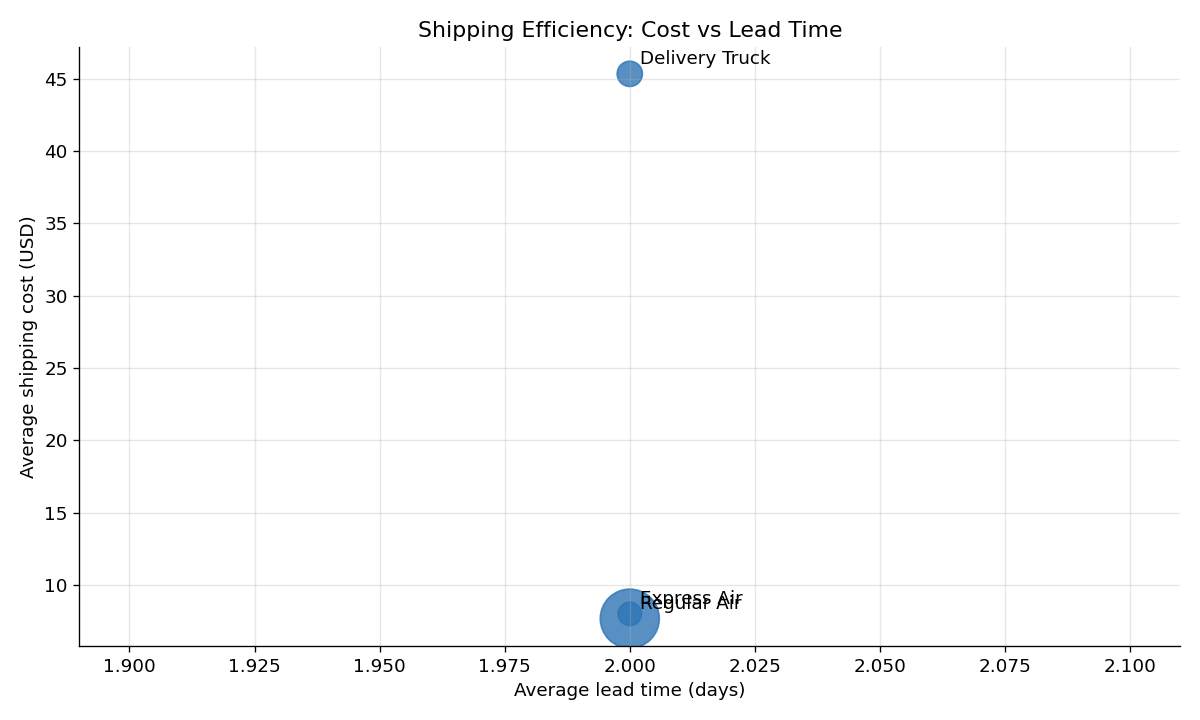 Shipping Efficiency: Cost vs Lead Time
Delivery Truck
45
40
35
30
25
20
15
10
Average shipping cost (USD)
Express Air
Regular Air
1.900 1.925 1.950 1.975 2.000 2.025 2.050 2.075 2.100
Average lead time (days)